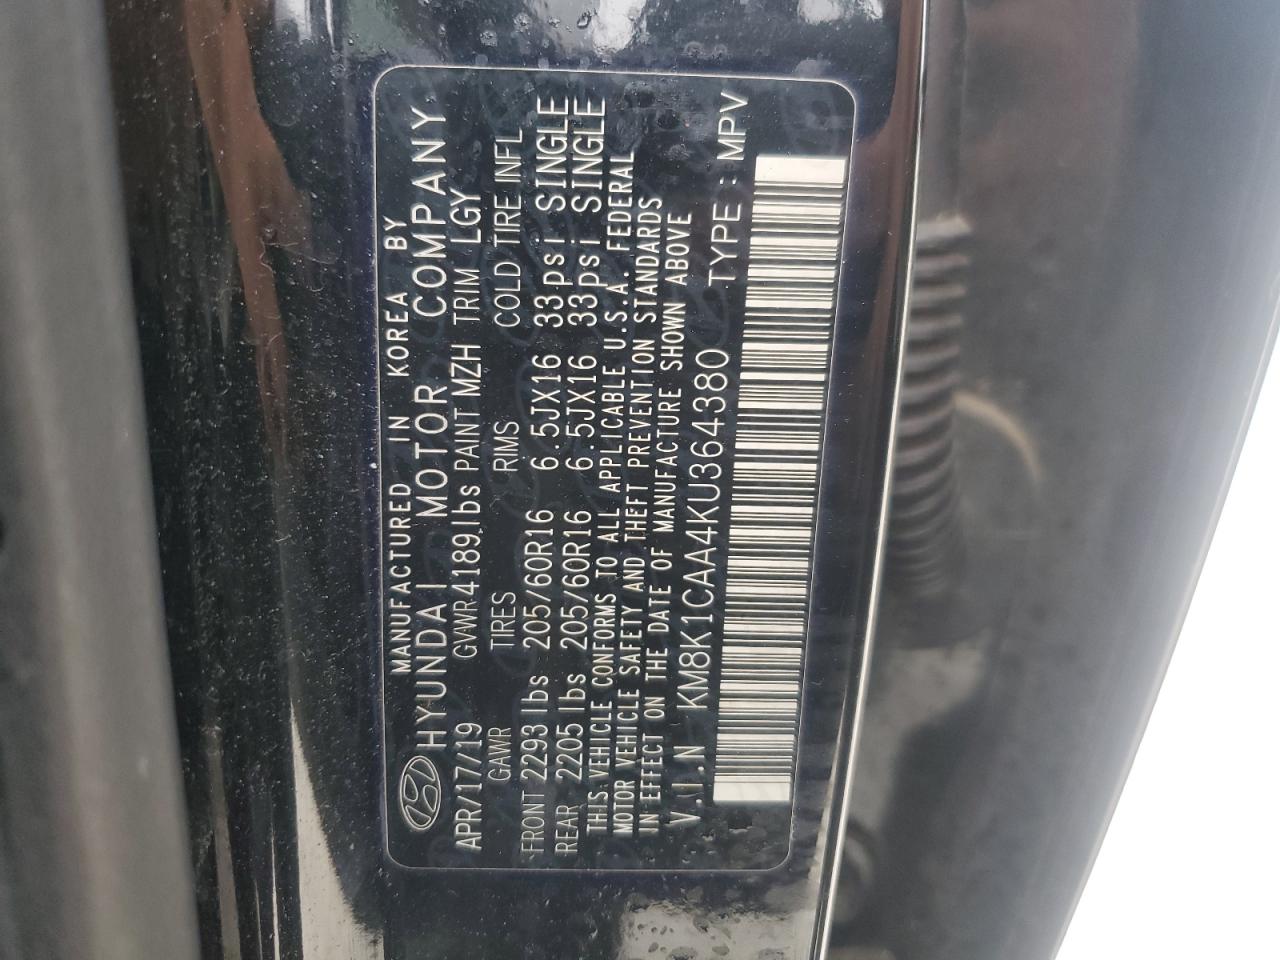 MANUFACTURED IN KOREA BY
HYUNDAI MOTOR COMPANY
APR/17/19 GVWR 4189lbs PAINT MZH TRIM LGY
GAWR TIRES RIMS COLD TIRE INFL
FRONT 2293 lbs 205/60R16 6.5JX16 33psi SINGLE
REAR 2205 lbs 205/60R16 6.5JX16 33psi SINGLE
THIS VEHICLE CONFORMS TO ALL APPLICABLE U.S.A. FEDERAL
MOTOR VEHICLE SAFETY AND THEFT PREVENTION STANDARDS
IN EFFECT ON THE DATE OF MANUFACTURE SHOWN ABOVE
V.I.N KM8K1CAA4KU364380 TYPE : MPV